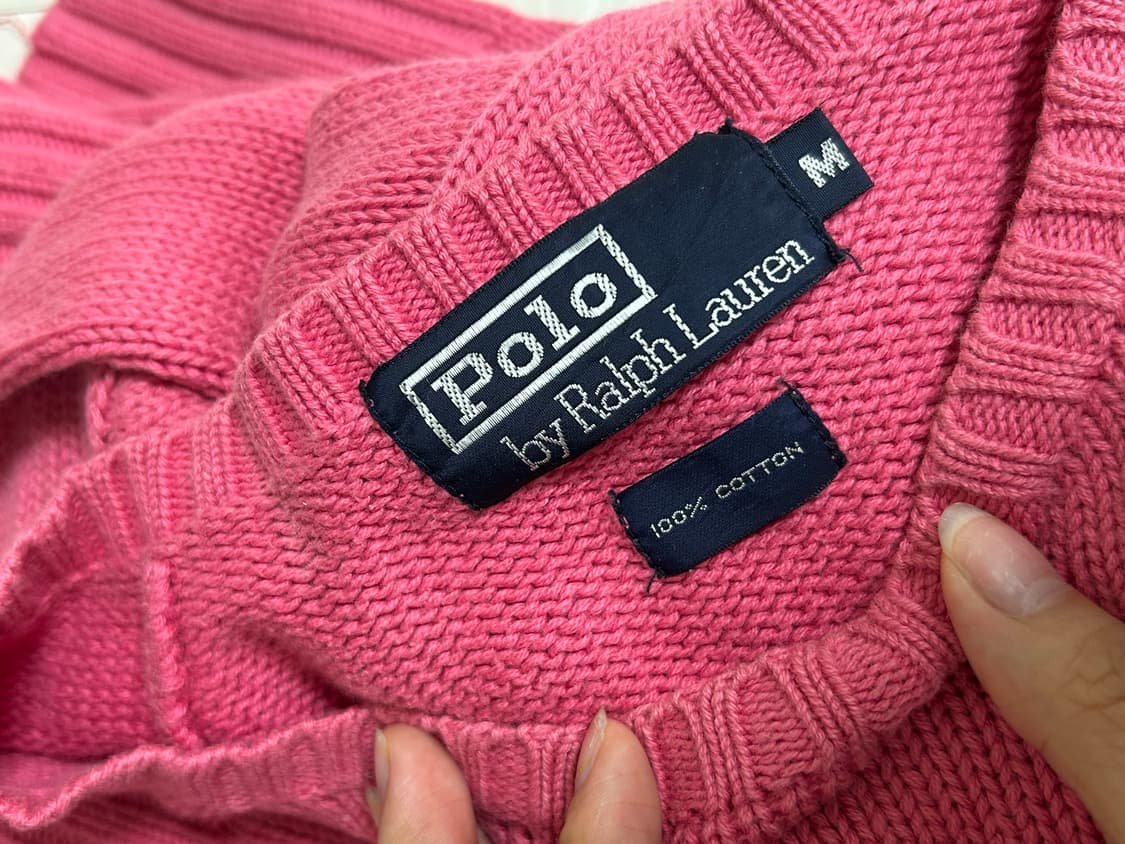 M
Polo
by Ralph Lauren
100% COTTON